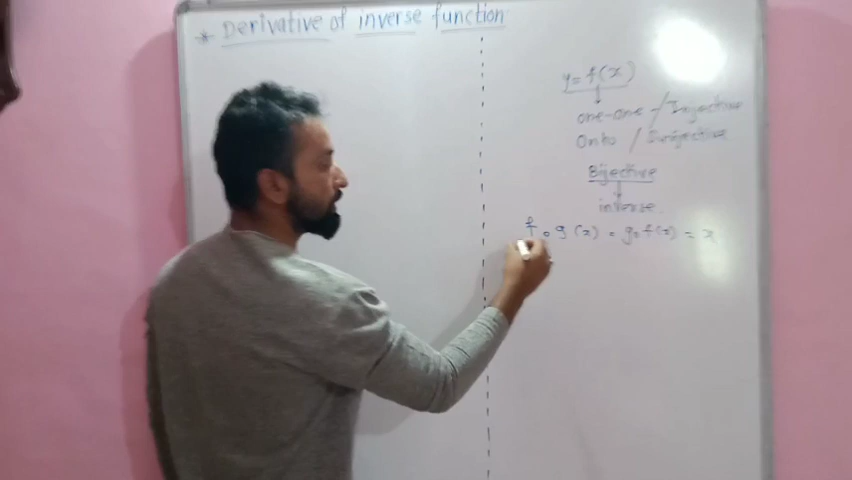 * Derivative of inverse function
y = f(x)
↓
one-one / Injective
Onto / Surjective
Bijective
↓
inverse.
f o g (x) = g o f(x) = x